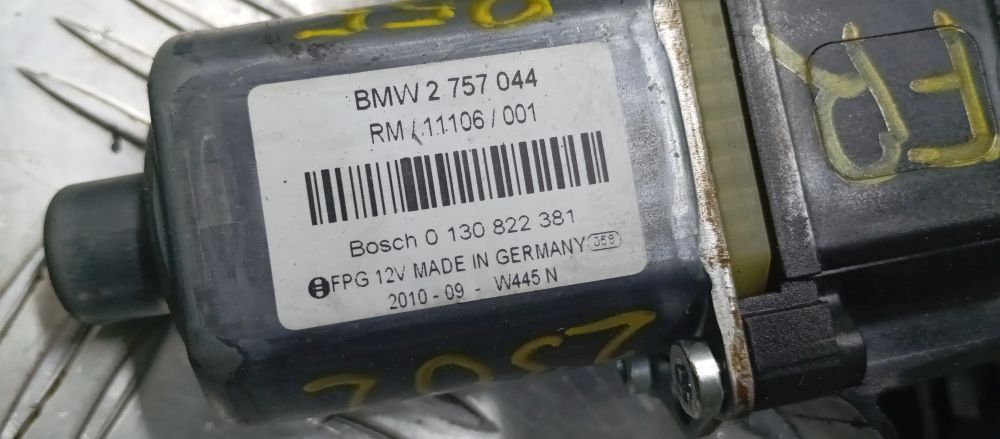 BMW 2 757 044
RM 11106 / 001
Bosch 0 130 822 381
FPG 12V MADE IN GERMANY 058
2010 - 09 - W445 N
FR